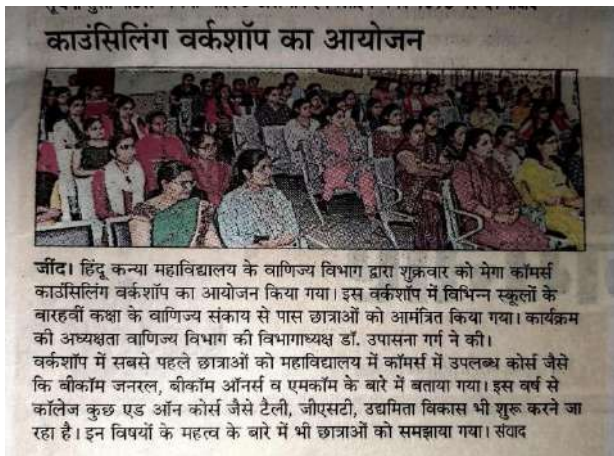 काउंसिलिंग वर्कशॉप का आयोजन
जींद। हिंदू कन्या महाविद्यालय के वाणिज्य विभाग द्वारा शुक्रवार को मेगा कॉमर्स
काउंसिलिंग वर्कशॉप का आयोजन किया गया। इस वर्कशॉप में विभिन्न स्कूलों के
बारहवीं कक्षा के वाणिज्य संकाय से पास छात्राओं को आमंत्रित किया गया। कार्यक्रम
की अध्यक्षता वाणिज्य विभाग की विभागाध्यक्ष डॉ. उपासना गर्ग ने की।
वर्कशॉप में सबसे पहले छात्राओं को महाविद्यालय में कॉमर्स में उपलब्ध कोर्स जैसे
कि बीकॉम जनरल, बीकॉम ऑनर्स व एमकॉम के बारे में बताया गया। इस वर्ष से
कॉलेज कुछ एड ऑन कोर्स जैसे टैली, जीएसटी, उद्यमिता विकास भी शुरू करने जा
रहा है। इन विषयों के महत्व के बारे में भी छात्राओं को समझाया गया। संवाद